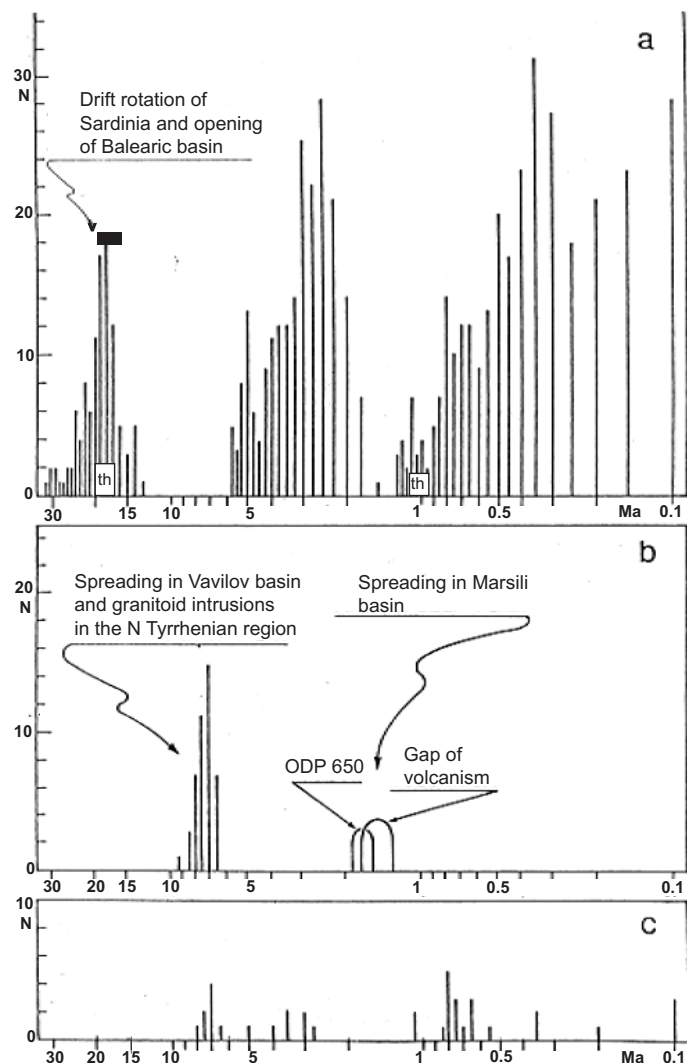 a
30
N
Drift rotation of
Sardinia and opening
of Balearic basin
20
10
th
th
0
30 20 15 10 5 1 0.5 Ma 0.1
b
20
N
Spreading in Vavilov basin
and granitoid intrusions
in the N Tyrrhenian region
Spreading in Marsili
basin
10
ODP 650
Gap of
volcanism
0
30 20 15 10 5 1 0.5 0.1
10
N
c
0
30 20 15 10 5 1 0.5 Ma 0.1